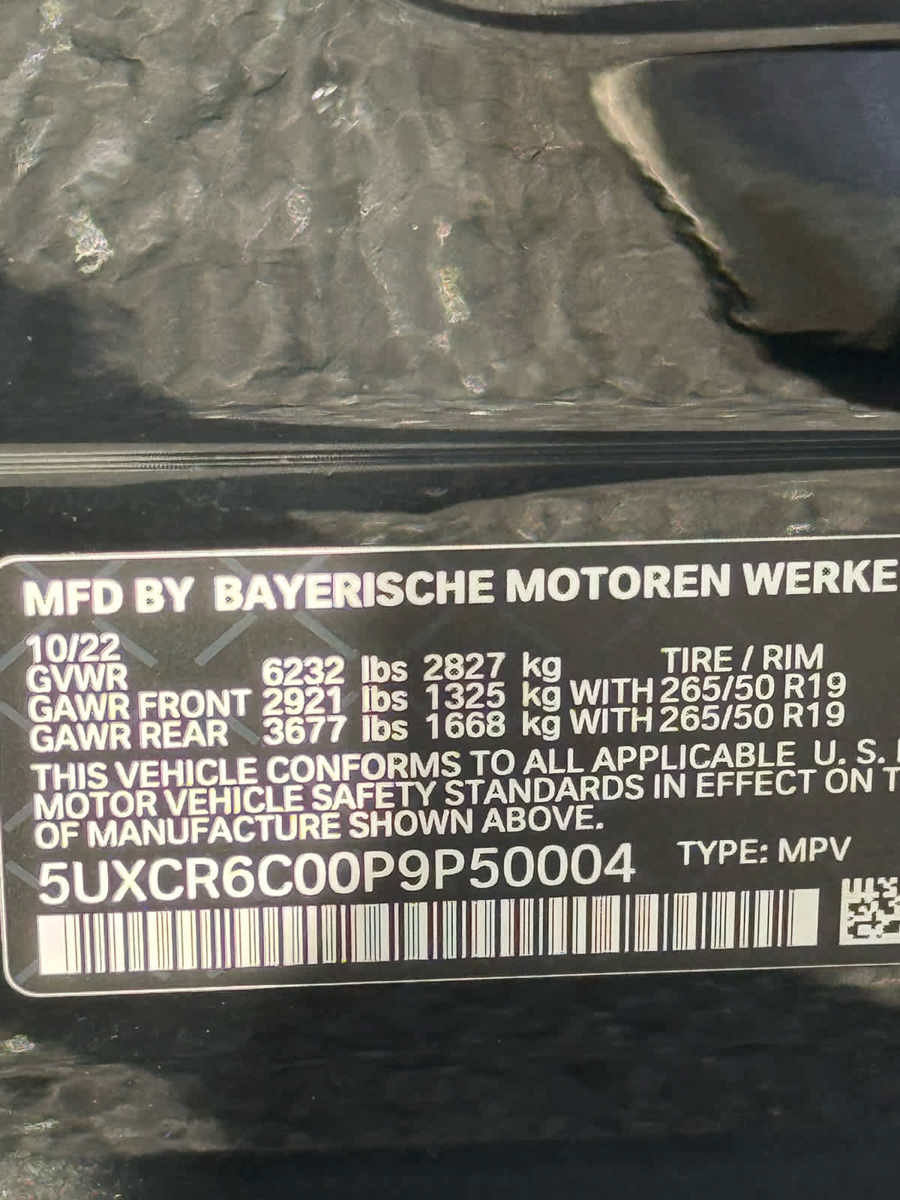 MFD BY BAYERISCHE MOTOREN WERKE
10/22
GVWR 6232 lbs 2827 kg TIRE / RIM
GAWR FRONT 2921 lbs 1325 kg WITH 265/50 R19
GAWR REAR 3677 lbs 1668 kg WITH 265/50 R19
THIS VEHICLE CONFORMS TO ALL APPLICABLE U. S.
MOTOR VEHICLE SAFETY STANDARDS IN EFFECT ON
OF MANUFACTURE SHOWN ABOVE.
5UXCR6C00P9P50004 TYPE: MPV